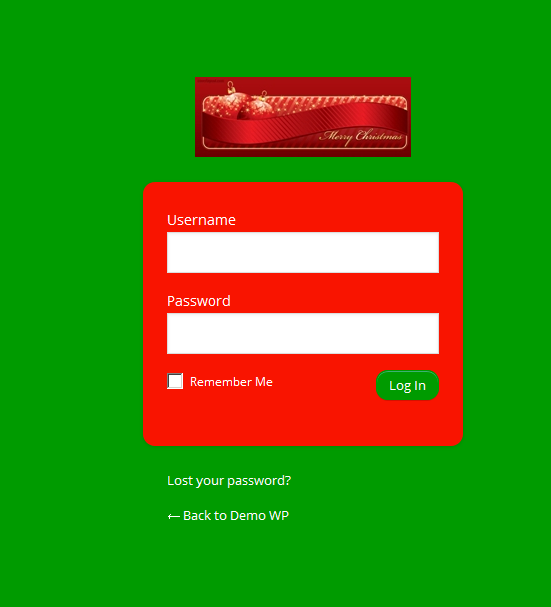 Merry Christmas
Username
Password
Remember Me
Log In
Lost your password?
← Back to Demo WP